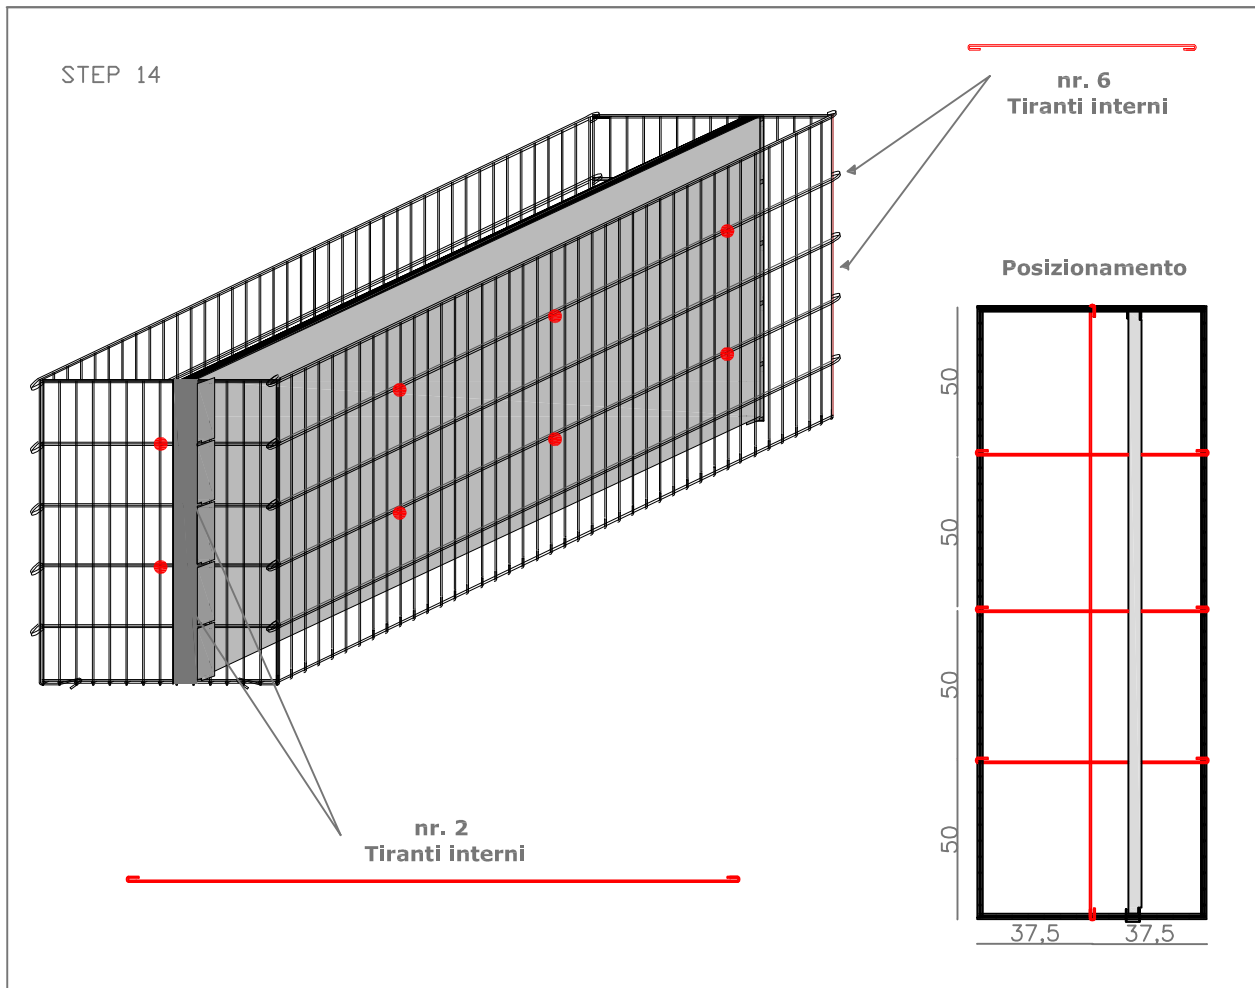 STEP 14
nr. 6
Tiranti interni
Posizionamento
50
50
50
50
37,5
37,5
nr. 2
Tiranti interni